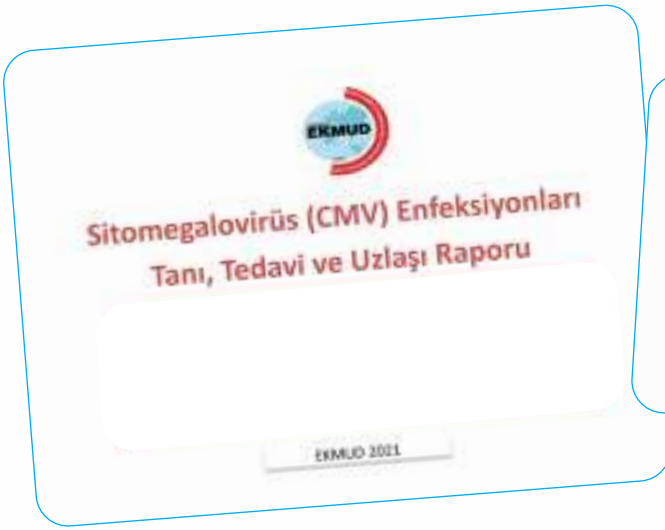 EKMUD
Sitomegalovirüs (CMV) Enfeksiyonları
Tanı, Tedavi ve Uzlaşı Raporu
EKMUD 2021